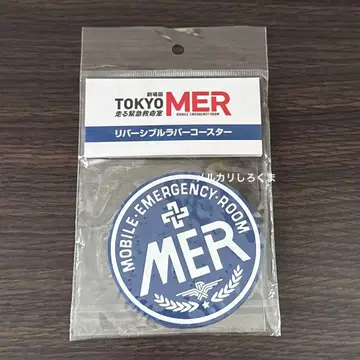 劇場版
TOKYO MER
走る緊急救命室
MOBILE EMERGENCY ROOM
リバーシブルラバーコースター
メルカリしろくま
MOBILE・EMERGENCY・ROOM
MER